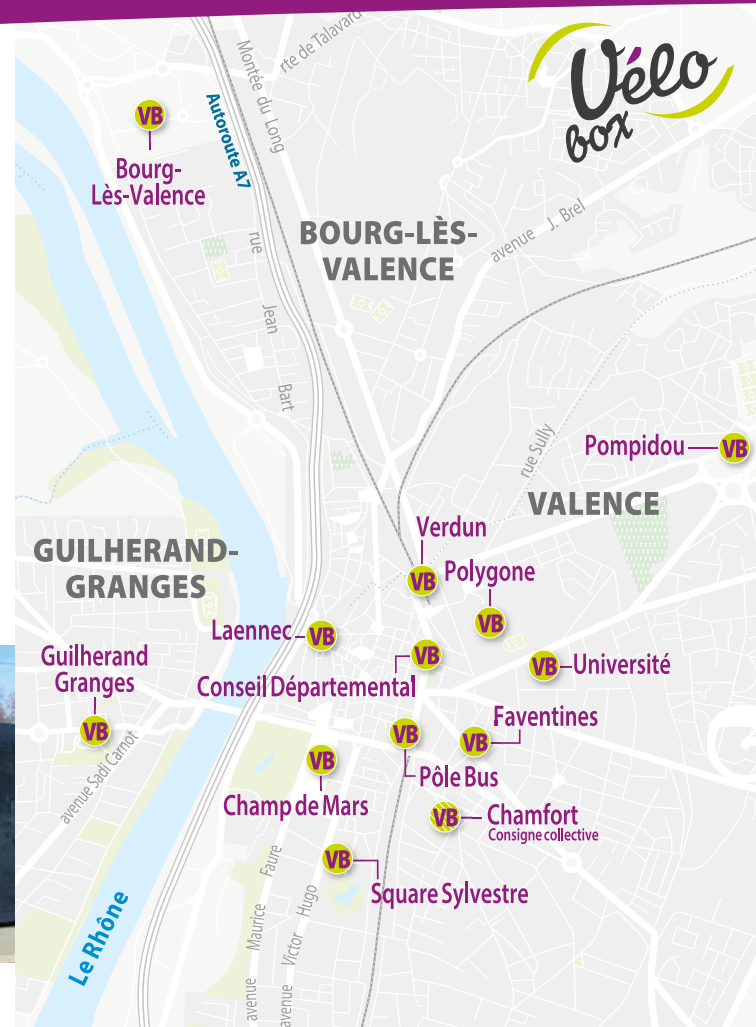 Vélo
box
rte de Talavard
Montée du Long
Autoroute A7
VB
Bourg-
Lès-Valence
BOURG-LÈS-
VALENCE
avenue J. Brel
rue Jean Bart
rue Sully
Pompidou
VB
VALENCE
GUILHERAND-
GRANGES
Verdun
VB
Polygone
VB
Laennec
VB
Conseil Départemental
VB
VB
Université
Guilherand
Granges
VB
avenue Sadi Carnot
Faventines
VB
VB
Pôle Bus
VB
Champ de Mars
VB
Chamfort
Consigne collective
VB
Square Sylvestre
avenue Maurice Faure
avenue Victor Hugo
Le Rhône